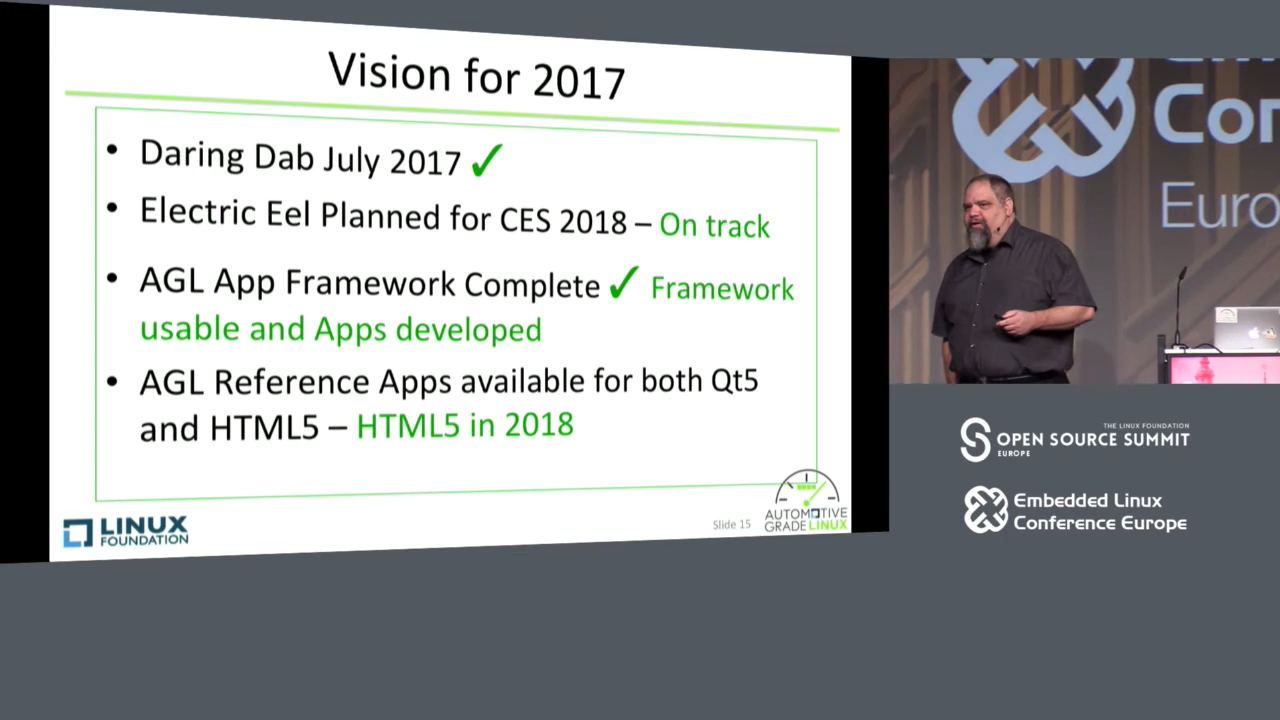 Vision for 2017
• Daring Dab July 2017 ✓
• Electric Eel Planned for CES 2018 – On track
• AGL App Framework Complete ✓ Framework
usable and Apps developed
• AGL Reference Apps available for both Qt5
and HTML5 – HTML5 in 2018
LINUX
FOUNDATION
Slide 15
AUTOMOTIVE
GRADE LINUX
Euro
THE LINUX FOUNDATION
OPEN SOURCE SUMMIT
EUROPE
Embedded Linux
Conference Europe